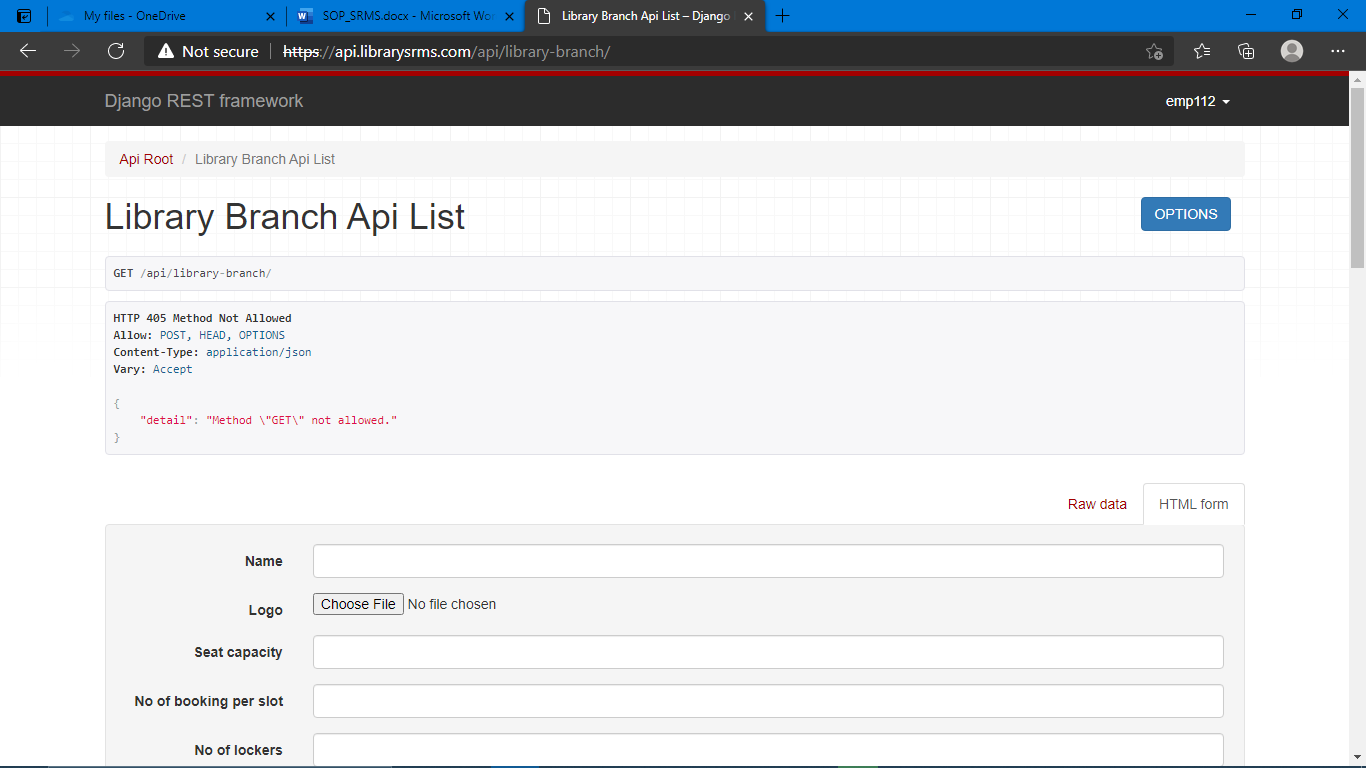 My files - OneDrive
SOP_SRMS.docx - Microsoft Wor
Library Branch Api List – Django
Not secure
https://api.librarysrms.com/api/library-branch/
Django REST framework
emp112
Api Root / Library Branch Api List
Library Branch Api List
OPTIONS
GET /api/library-branch/
HTTP 405 Method Not Allowed
Allow: POST, HEAD, OPTIONS
Content-Type: application/json
Vary: Accept
{
"detail": "Method \"GET\" not allowed."
}
Raw data
HTML form
Name
Logo
Choose File No file chosen
Seat capacity
No of booking per slot
No of lockers